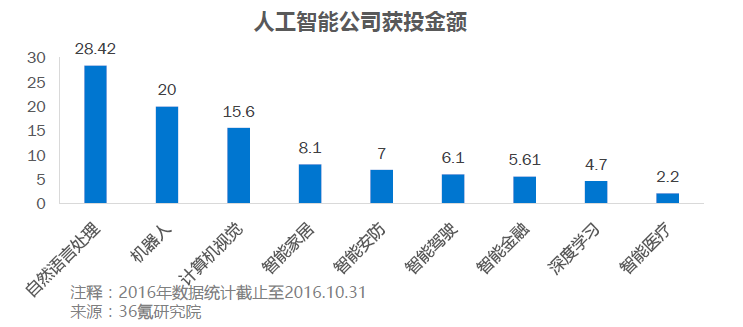 人工智能公司获投金额
30
25
20
15
10
5
0
28.42
20
15.6
8.1
7
6.1
5.61
4.7
2.2
自然语言处理
机器人
计算机视觉
智能家居
智能安防
智能驾驶
智能金融
深度学习
智能医疗
注释：2016年数据统计截止至2016.10.31
来源：36氪研究院